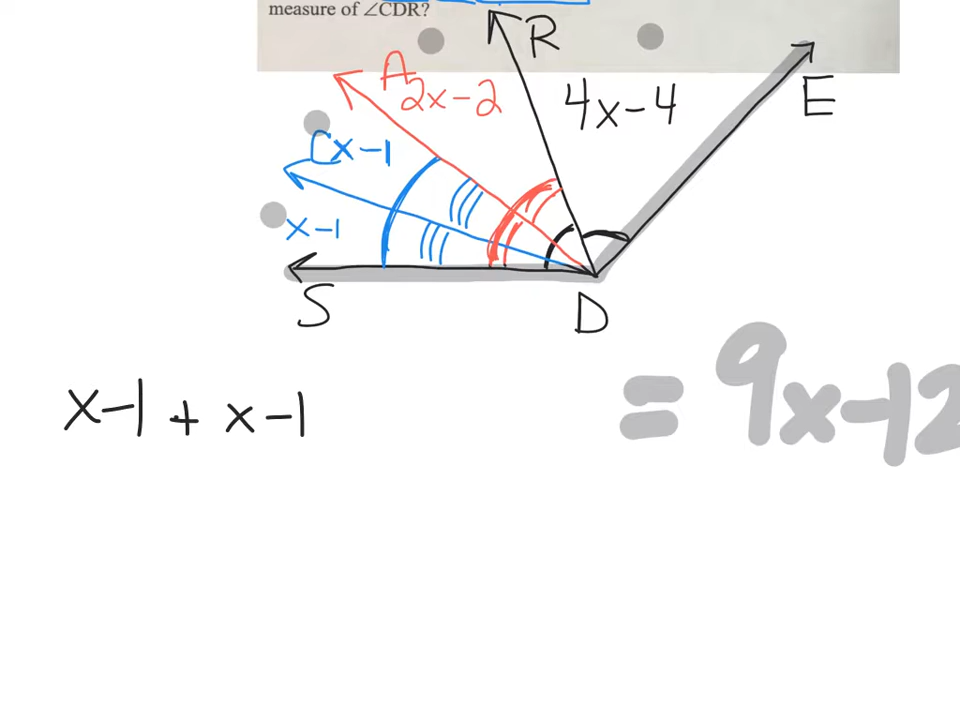 measure of ∠CDR?
R
A
2x-2
4x-4
E
C
x-1
x-1
S
D
x-1 + x-1
= 9x-12